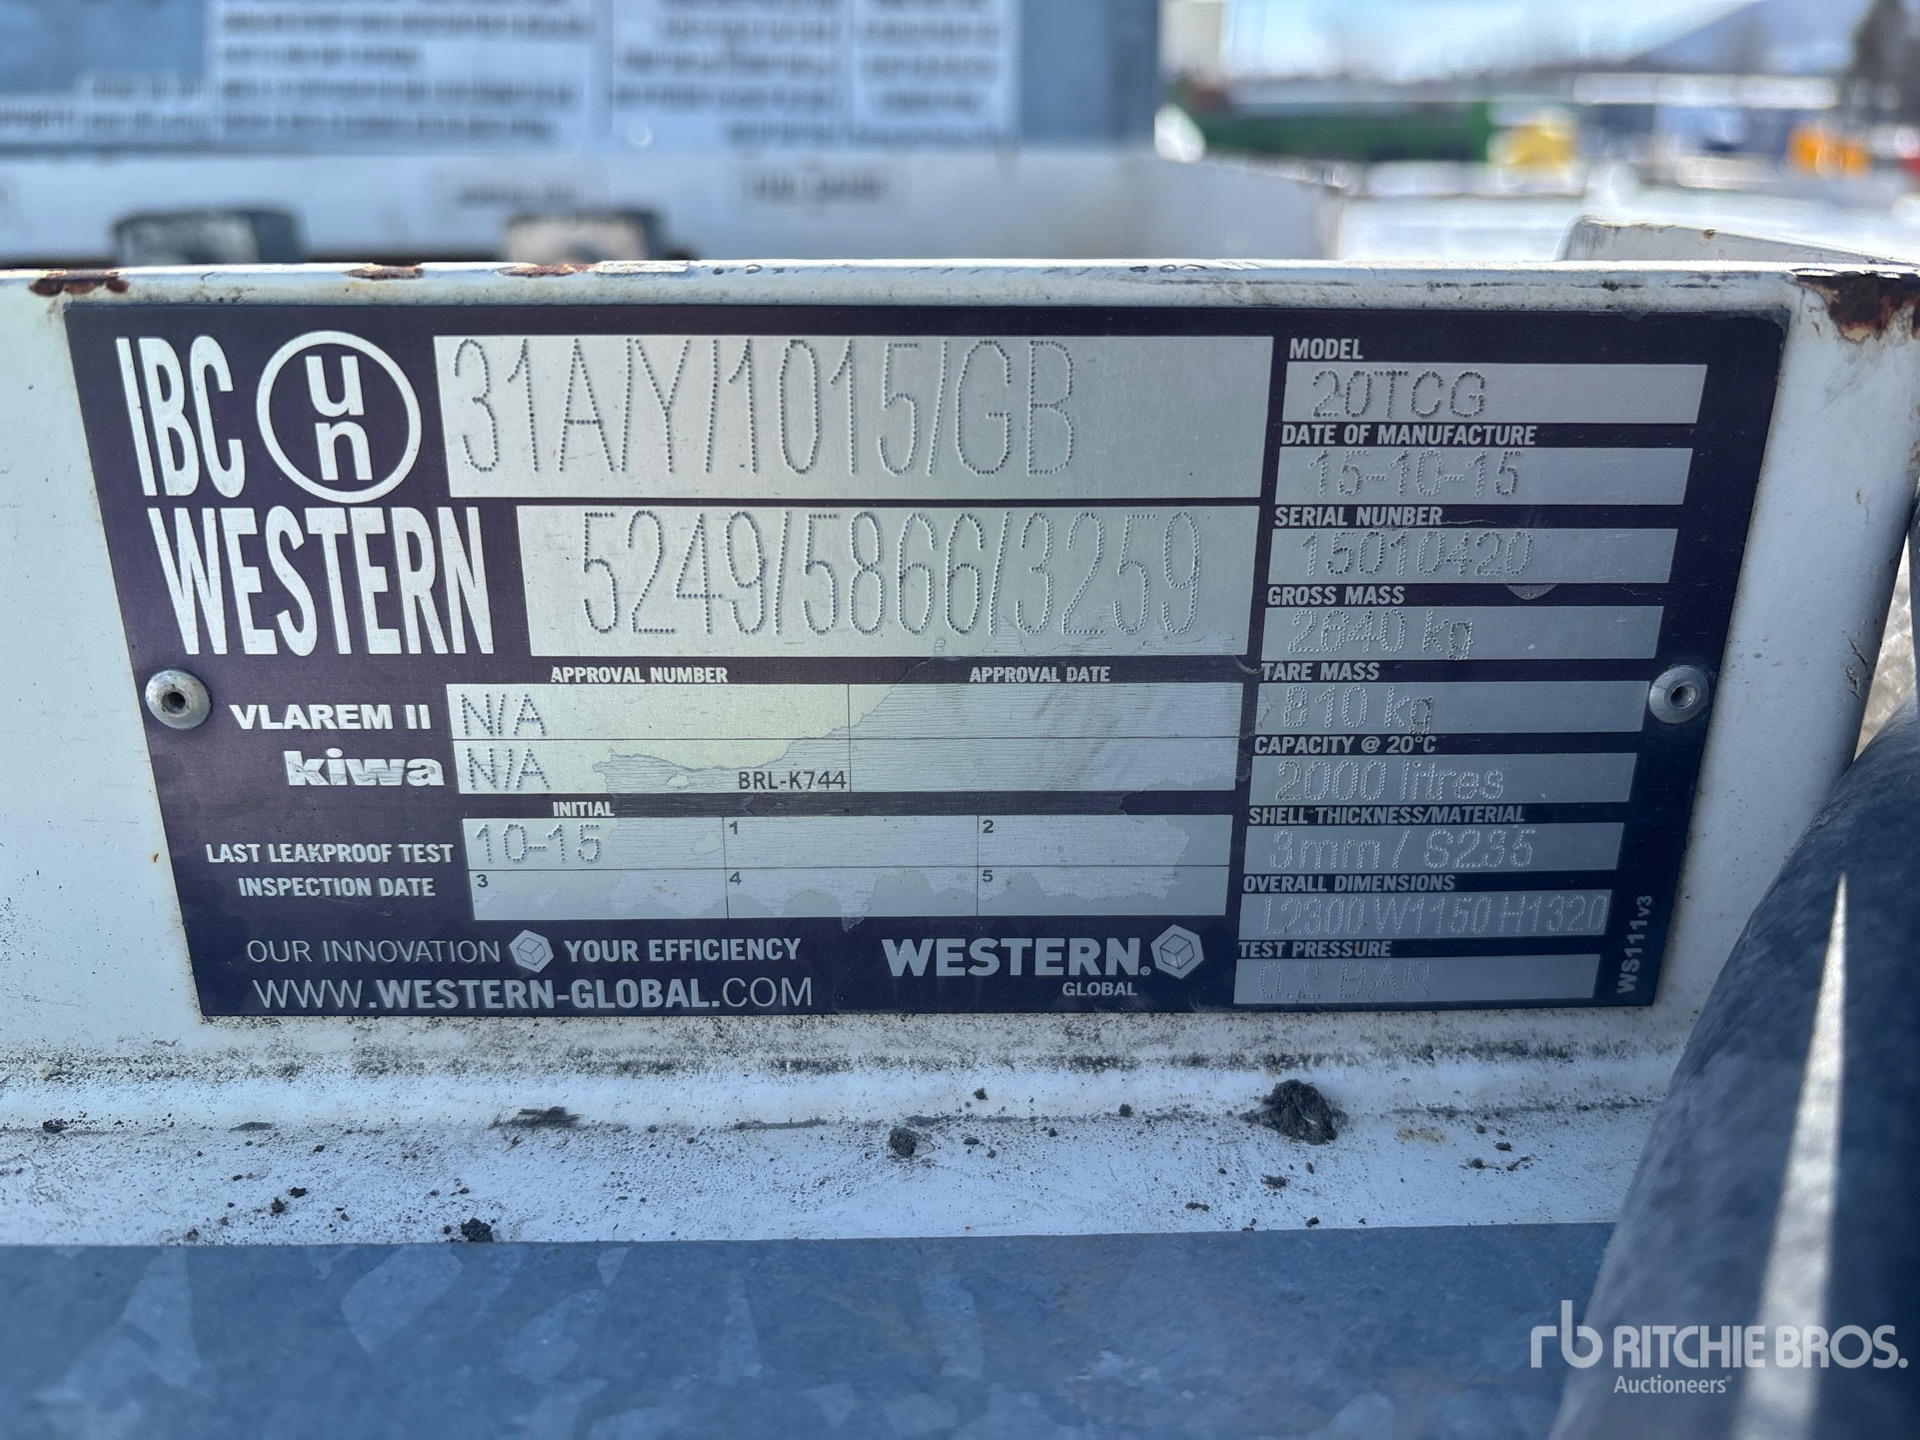 IBC un 31A/Y/1015/GB
WESTERN 5249/5866/3259
APPROVAL NUMBER APPROVAL DATE
VLAREM II N/A
kiwa N/A BRL-K744
INITIAL
LAST LEAKPROOF TEST 10-15 1 2
INSPECTION DATE 3 4 5
OUR INNOVATION YOUR EFFICIENCY
WWW.WESTERN-GLOBAL.COM
WESTERN
GLOBAL
MODEL
20TCG
DATE OF MANUFACTURE
15-10-15
SERIAL NUNBER
15010420
GROSS MASS
2640 kg
TARE MASS
810 kg
CAPACITY @ 20°C
2000 litres
SHELL THICKNESS/MATERIAL
3mm / S235
OVERALL DIMENSIONS
L2300 W1150 H1320
TEST PRESSURE
0.2 BAR
WS111v3
rb RITCHIE BROS.
Auctioneers